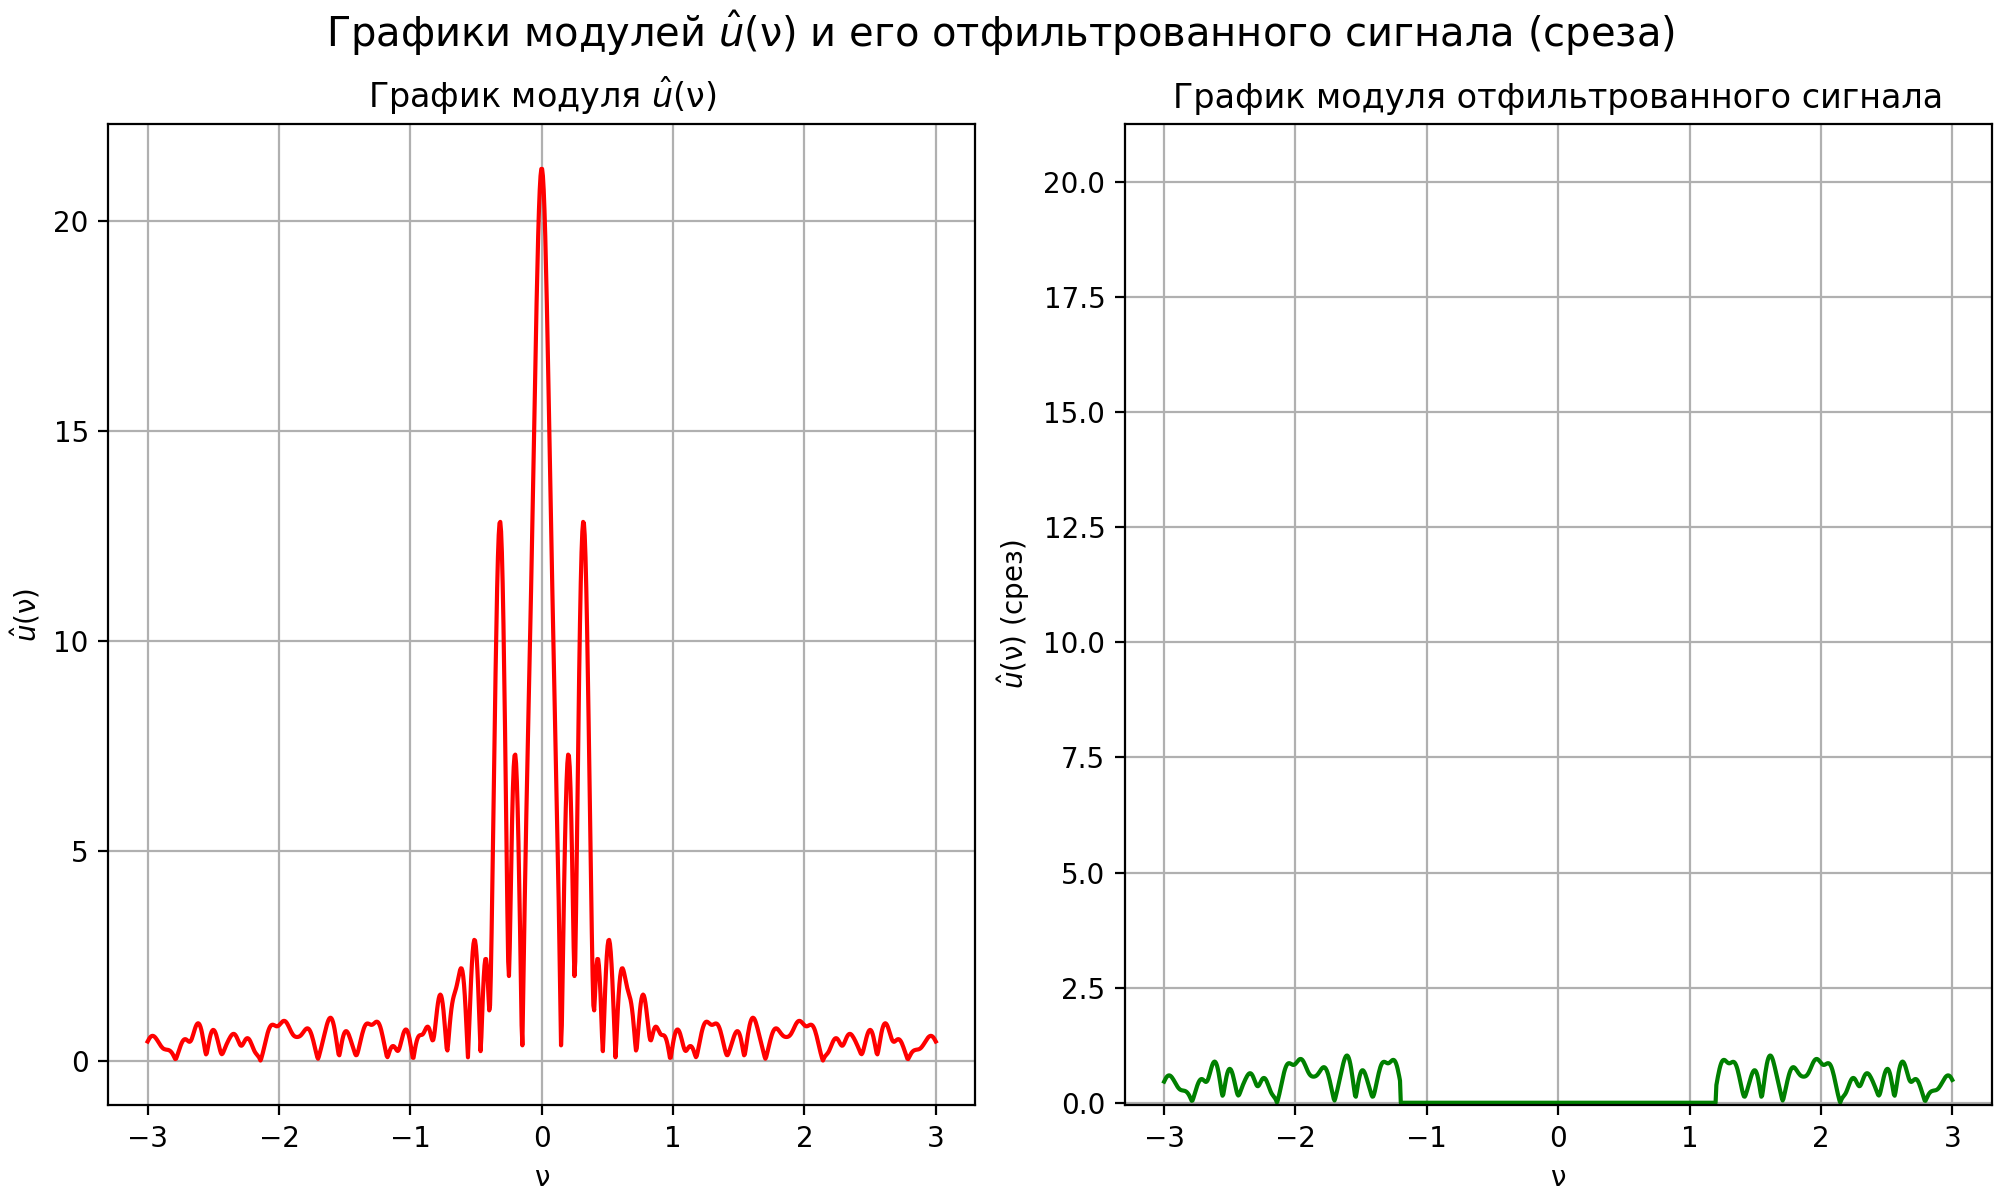 Графики модулей û(ν) и его отфильтрованного сигнала (среза)
График модуля û(ν)
û(ν)
20
15
10
5
0
−3 −2 −1 0 1 2 3
ν
График модуля отфильтрованного сигнала
û(ν) (срез)
20.0
17.5
15.0
12.5
10.0
7.5
5.0
2.5
0.0
−3 −2 −1 0 1 2 3
ν